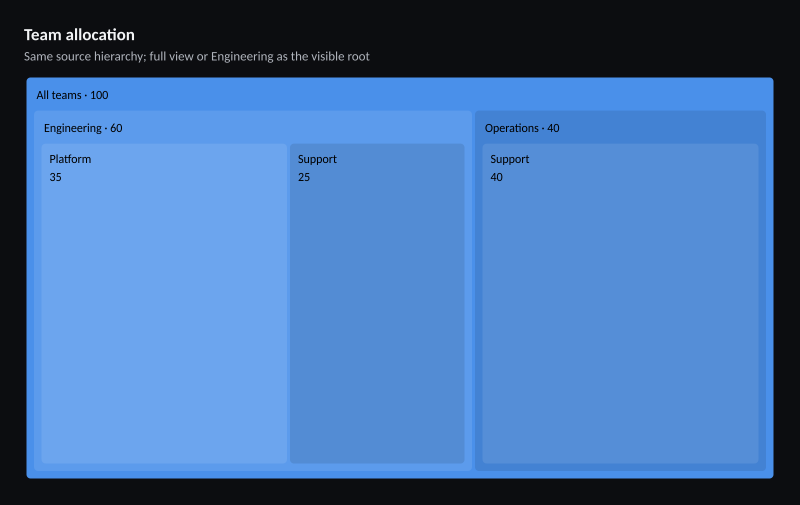 Team allocation
Same source hierarchy; full view or Engineering as the visible root
All teams · 100
Engineering · 60
Operations · 40
Platform
35
Support
25
Support
40